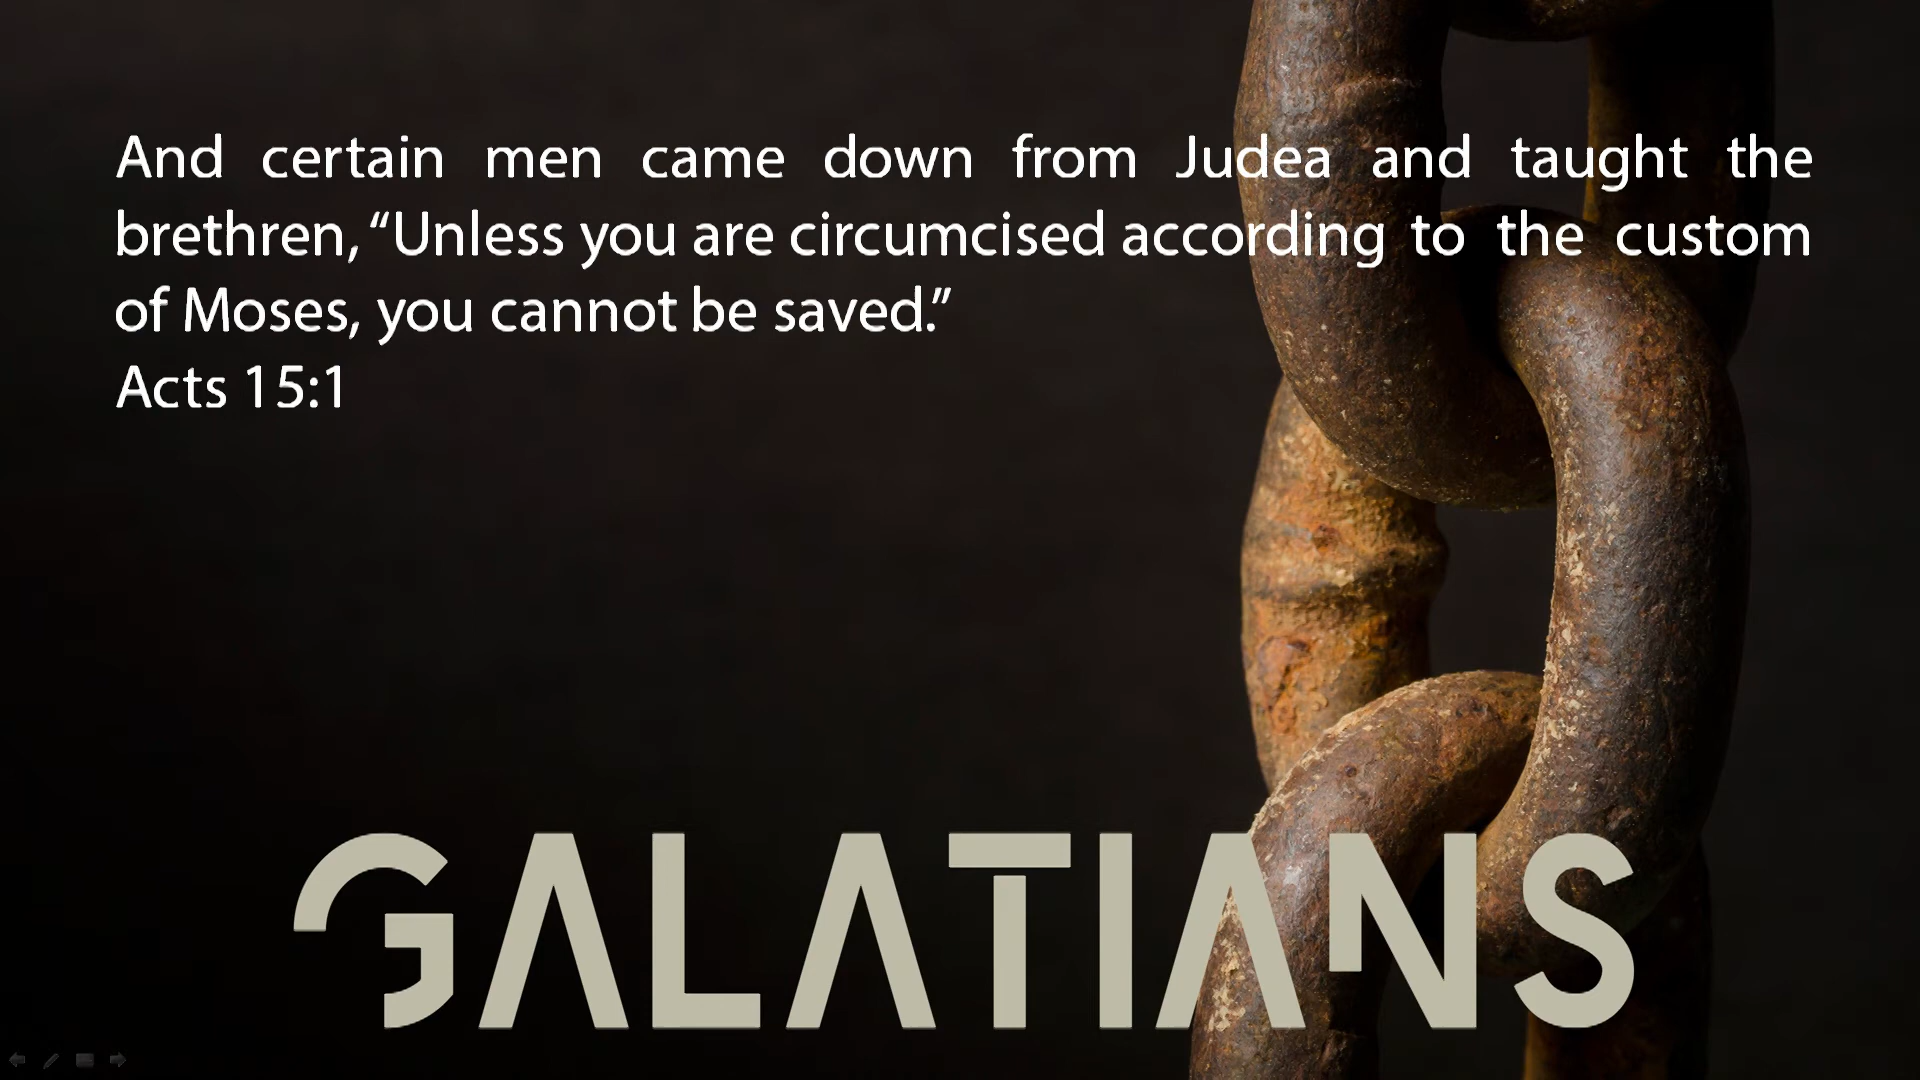 And certain men came down from Judea and taught the
brethren, “Unless you are circumcised according to the custom
of Moses, you cannot be saved.”
Acts 15:1
GALATIANS